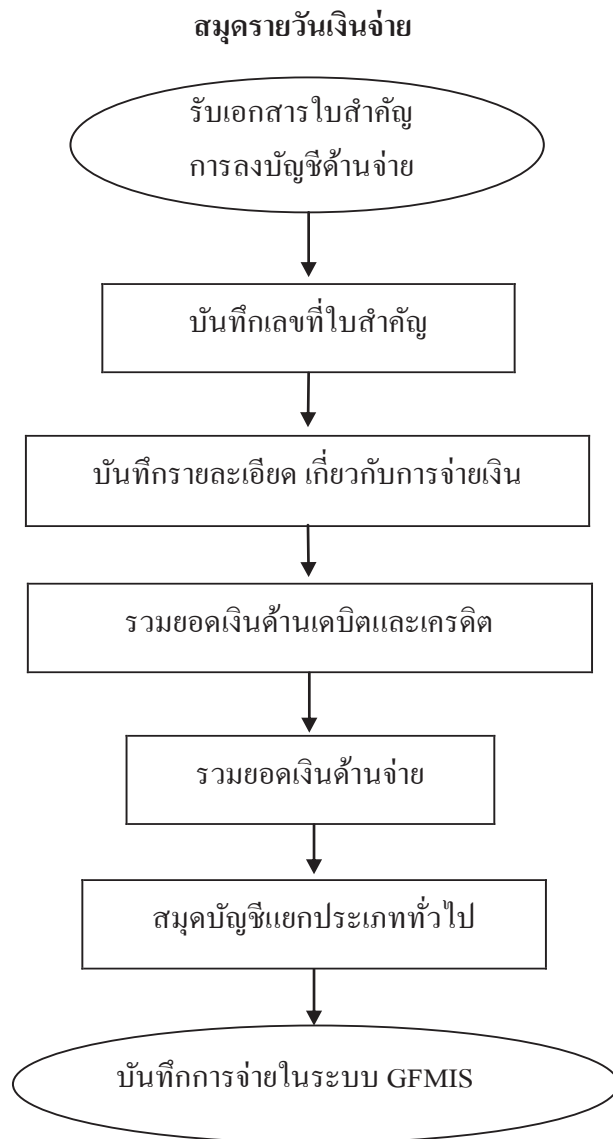 สมุดรายวันเงินจ่าย
รับเอกสารใบสำคัญ
การลงบัญชีด้านจ่าย
บันทึกเลขที่ใบสำคัญ
บันทึกรายละเอียด เกี่ยวกับการจ่ายเงิน
รวมยอดเงินด้านเดบิตและเครดิต
รวมยอดเงินด้านจ่าย
สมุดบัญชีแยกประเภททั่วไป
บันทึกการจ่ายในระบบ GFMIS